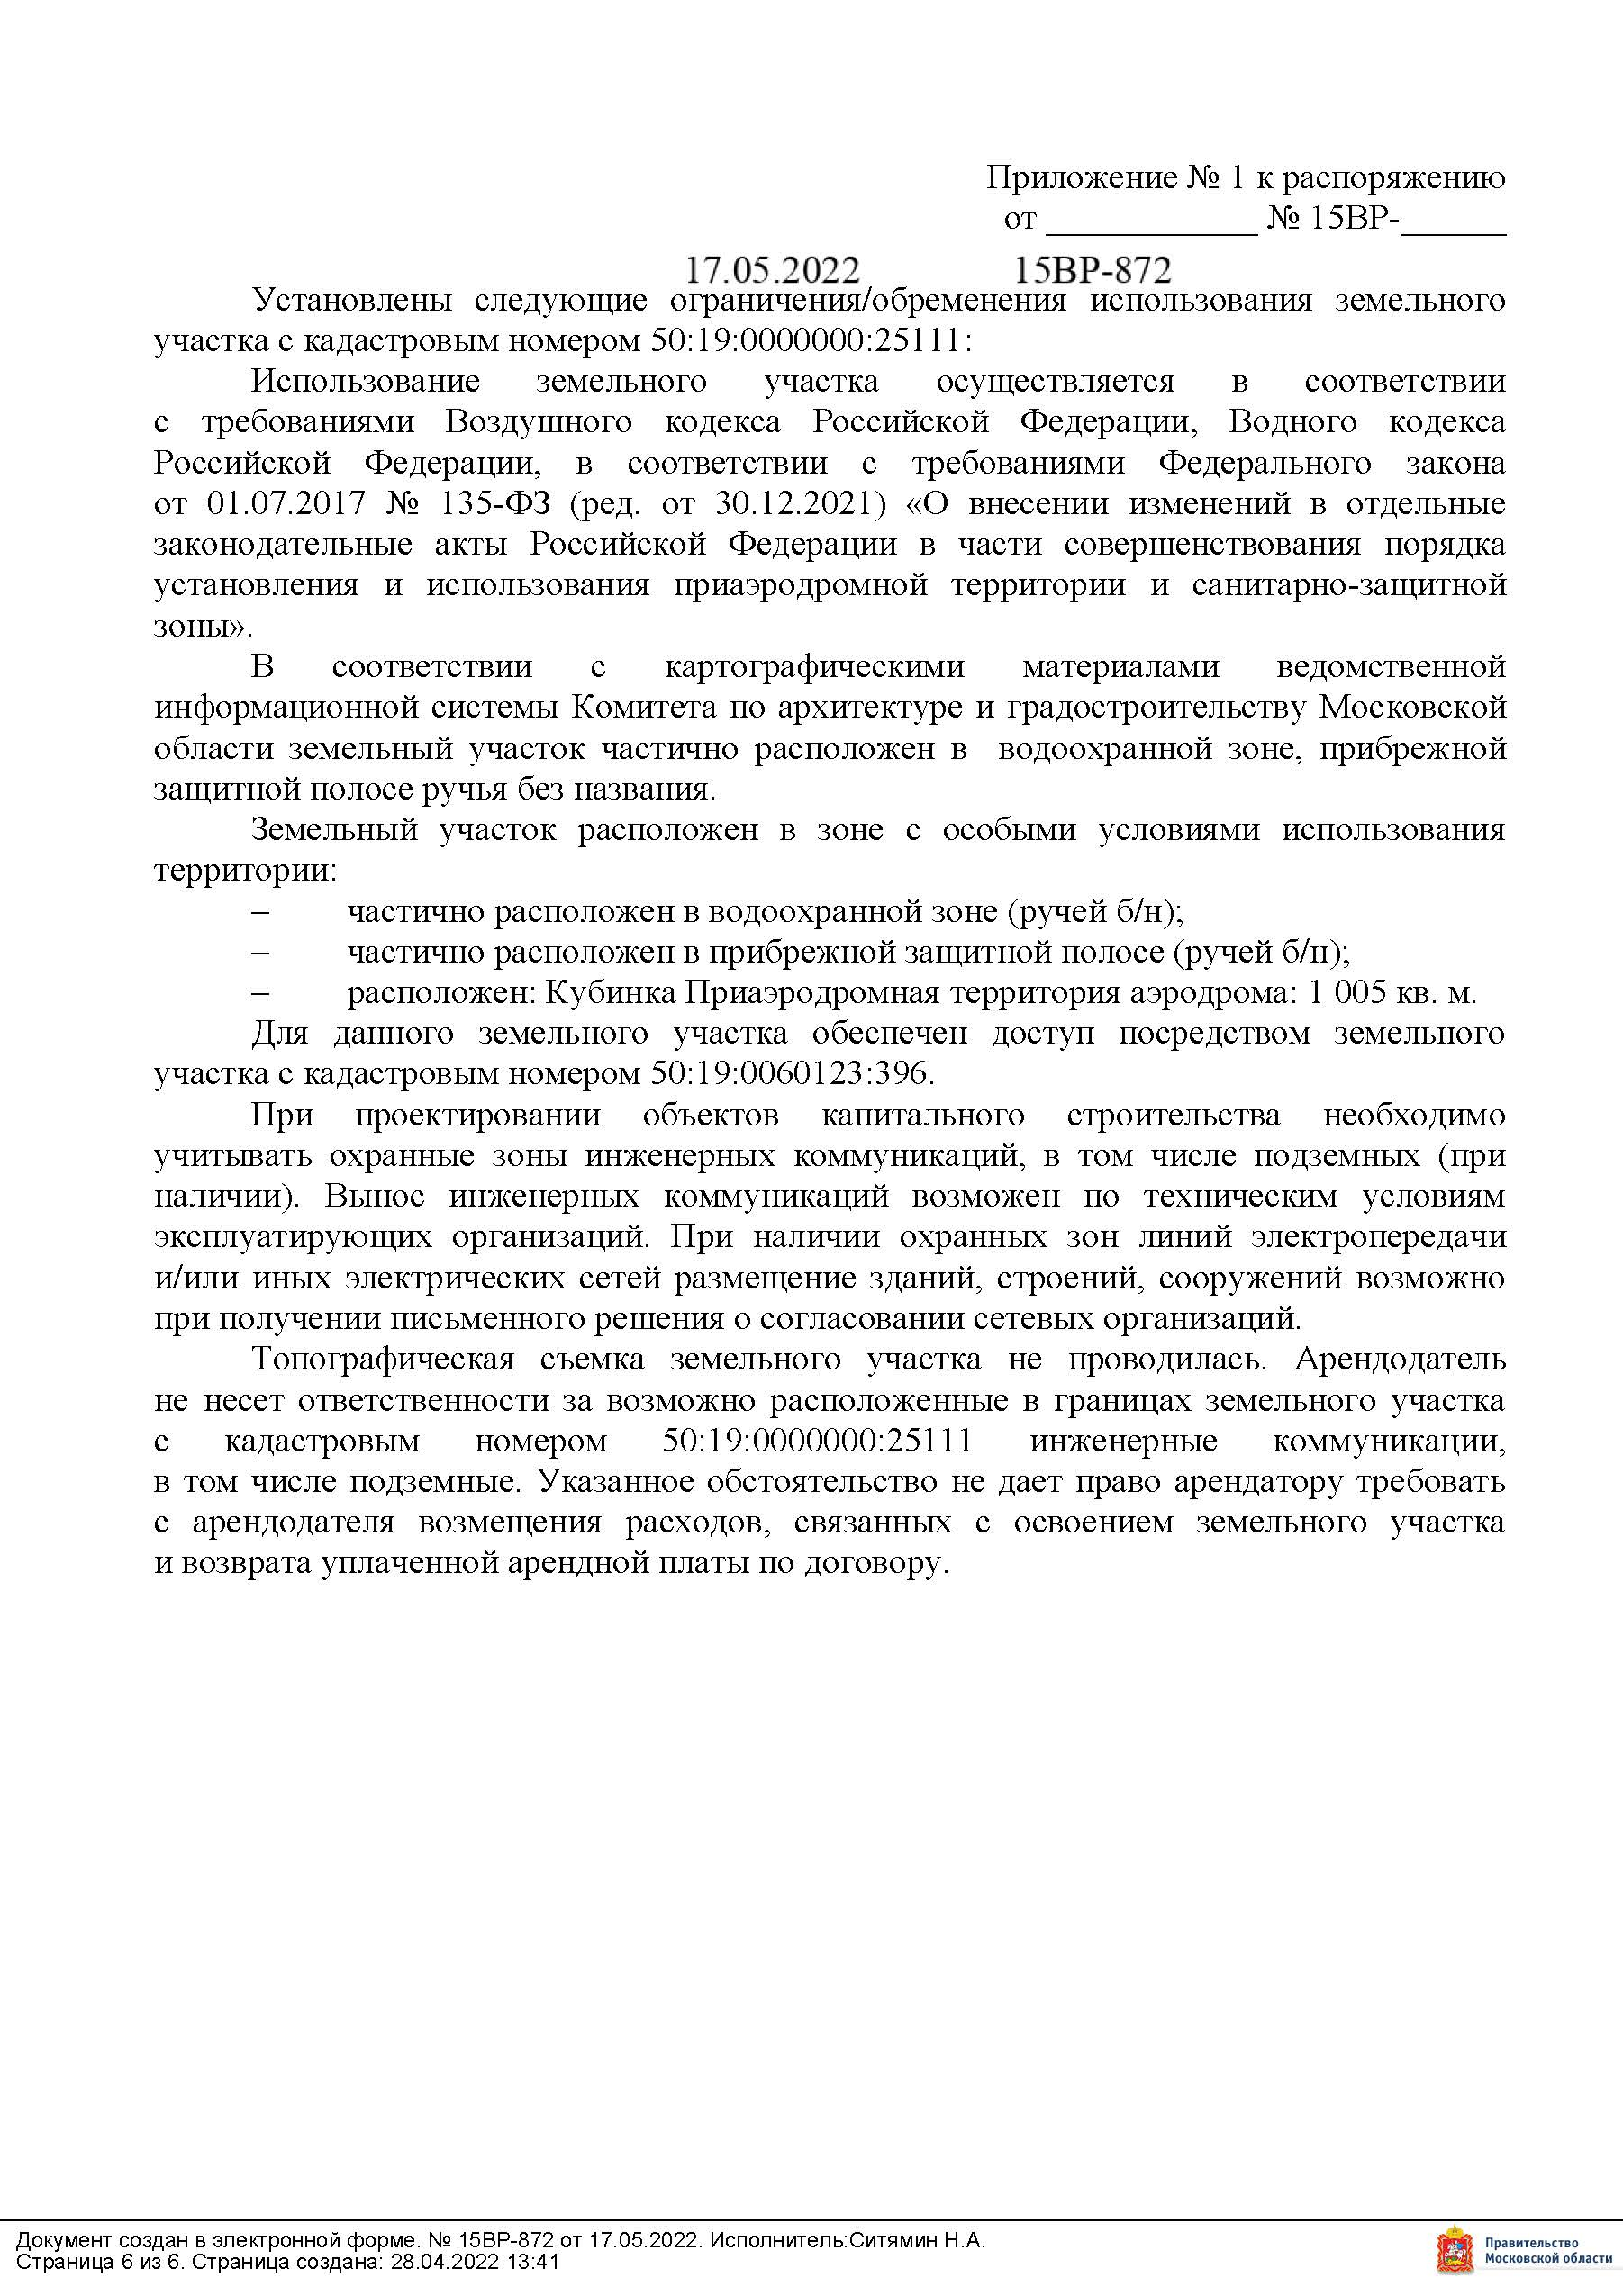 Приложение № 1 к распоряжению
от ____________ № 15ВР-______
17.05.2022 15ВР-872
Установлены следующие ограничения/обременения использования земельного
участка с кадастровым номером 50:19:0000000:25111:
Использование земельного участка осуществляется в соответствии
с требованиями Воздушного кодекса Российской Федерации, Водного кодекса
Российской Федерации, в соответствии с требованиями Федерального закона
от 01.07.2017 № 135-ФЗ (ред. от 30.12.2021) «О внесении изменений в отдельные
законодательные акты Российской Федерации в части совершенствования порядка
установления и использования приаэродромной территории и санитарно-защитной
зоны».
В соответствии с картографическими материалами ведомственной
информационной системы Комитета по архитектуре и градостроительству Московской
области земельный участок частично расположен в водоохранной зоне, прибрежной
защитной полосе ручья без названия.
Земельный участок расположен в зоне с особыми условиями использования
территории:
– частично расположен в водоохранной зоне (ручей б/н);
– частично расположен в прибрежной защитной полосе (ручей б/н);
– расположен: Кубинка Приаэродромная территория аэродрома: 1 005 кв. м.
Для данного земельного участка обеспечен доступ посредством земельного
участка с кадастровым номером 50:19:0060123:396.
При проектировании объектов капитального строительства необходимо
учитывать охранные зоны инженерных коммуникаций, в том числе подземных (при
наличии). Вынос инженерных коммуникаций возможен по техническим условиям
эксплуатирующих организаций. При наличии охранных зон линий электропередачи
и/или иных электрических сетей размещение зданий, строений, сооружений возможно
при получении письменного решения о согласовании сетевых организаций.
Топографическая съемка земельного участка не проводилась. Арендодатель
не несет ответственности за возможно расположенные в границах земельного участка
с кадастровым номером 50:19:0000000:25111 инженерные коммуникации,
в том числе подземные. Указанное обстоятельство не дает право арендатору требовать
с арендодателя возмещения расходов, связанных с освоением земельного участка
и возврата уплаченной арендной платы по договору.
Документ создан в электронной форме. № 15ВР-872 от 17.05.2022. Исполнитель:Ситямин Н.А.
Страница 6 из 6. Страница создана: 28.04.2022 13:41
Правительство
Московской области